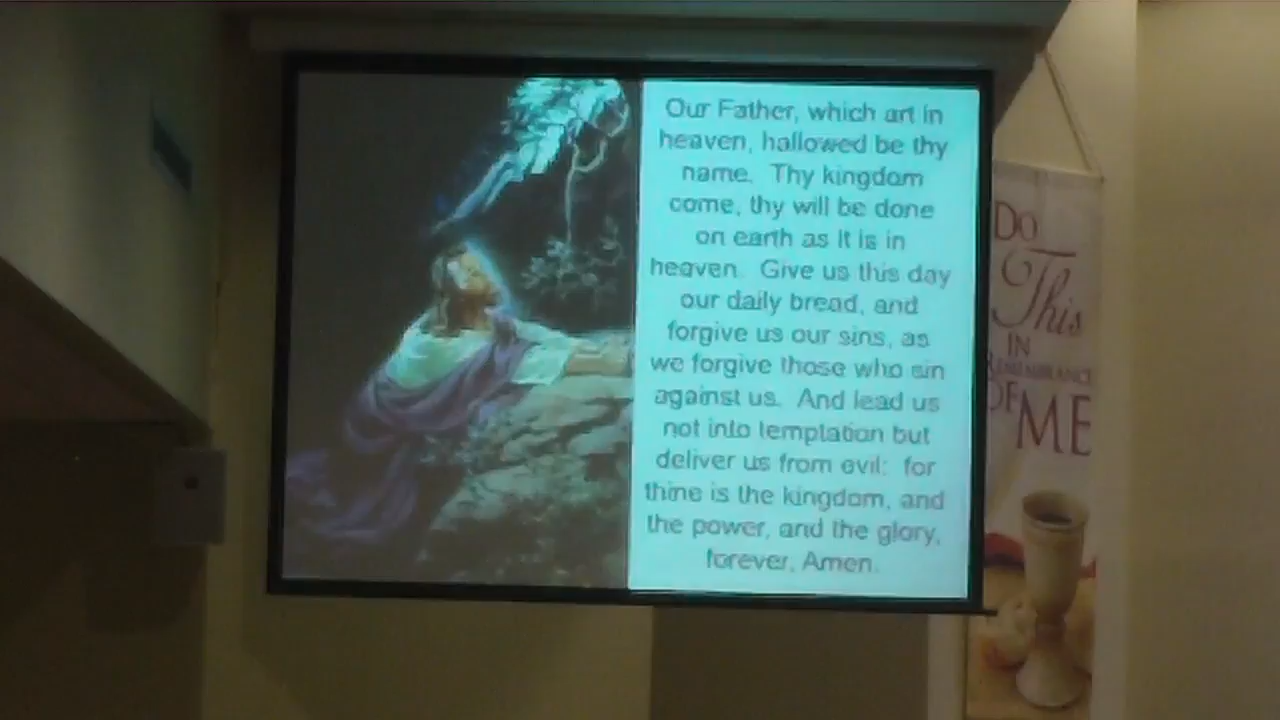 Our Father, which art in
heaven, hallowed be thy
name. Thy kingdom
come, thy will be done
on earth as it is in
heaven. Give us this day
our daily bread, and
forgive us our sins, as
we forgive those who sin
against us. And lead us
not into temptation but
deliver us from evil: for
thine is the kingdom, and
the power, and the glory,
forever, Amen.
DO
This
IN
REMEMBRANCE
OF
ME